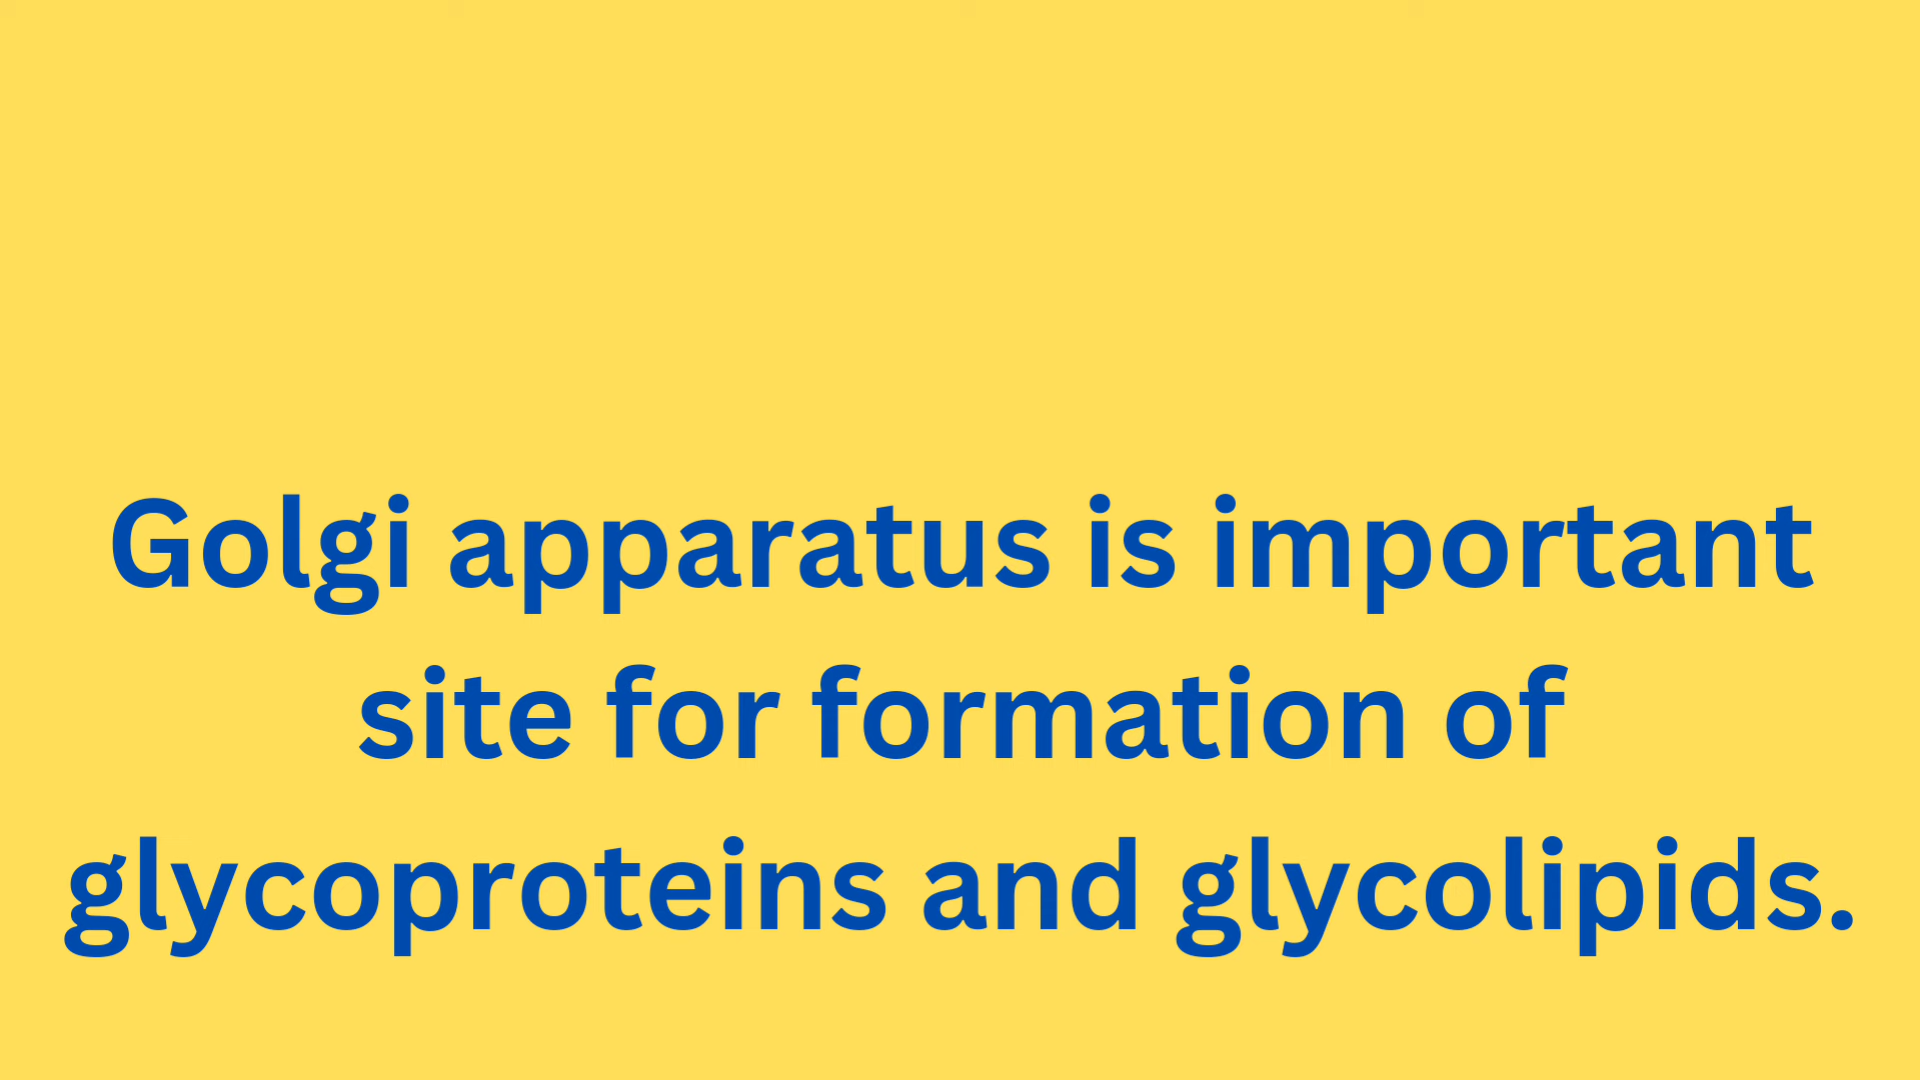 Golgi apparatus is important
site for formation of
glycoproteins and glycolipids.